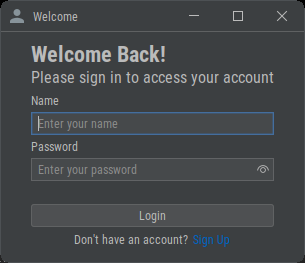 Welcome
Welcome Back!
Please sign in to access your account
Name
Enter your name
Password
Enter your password
Login
Don't have an account? Sign Up